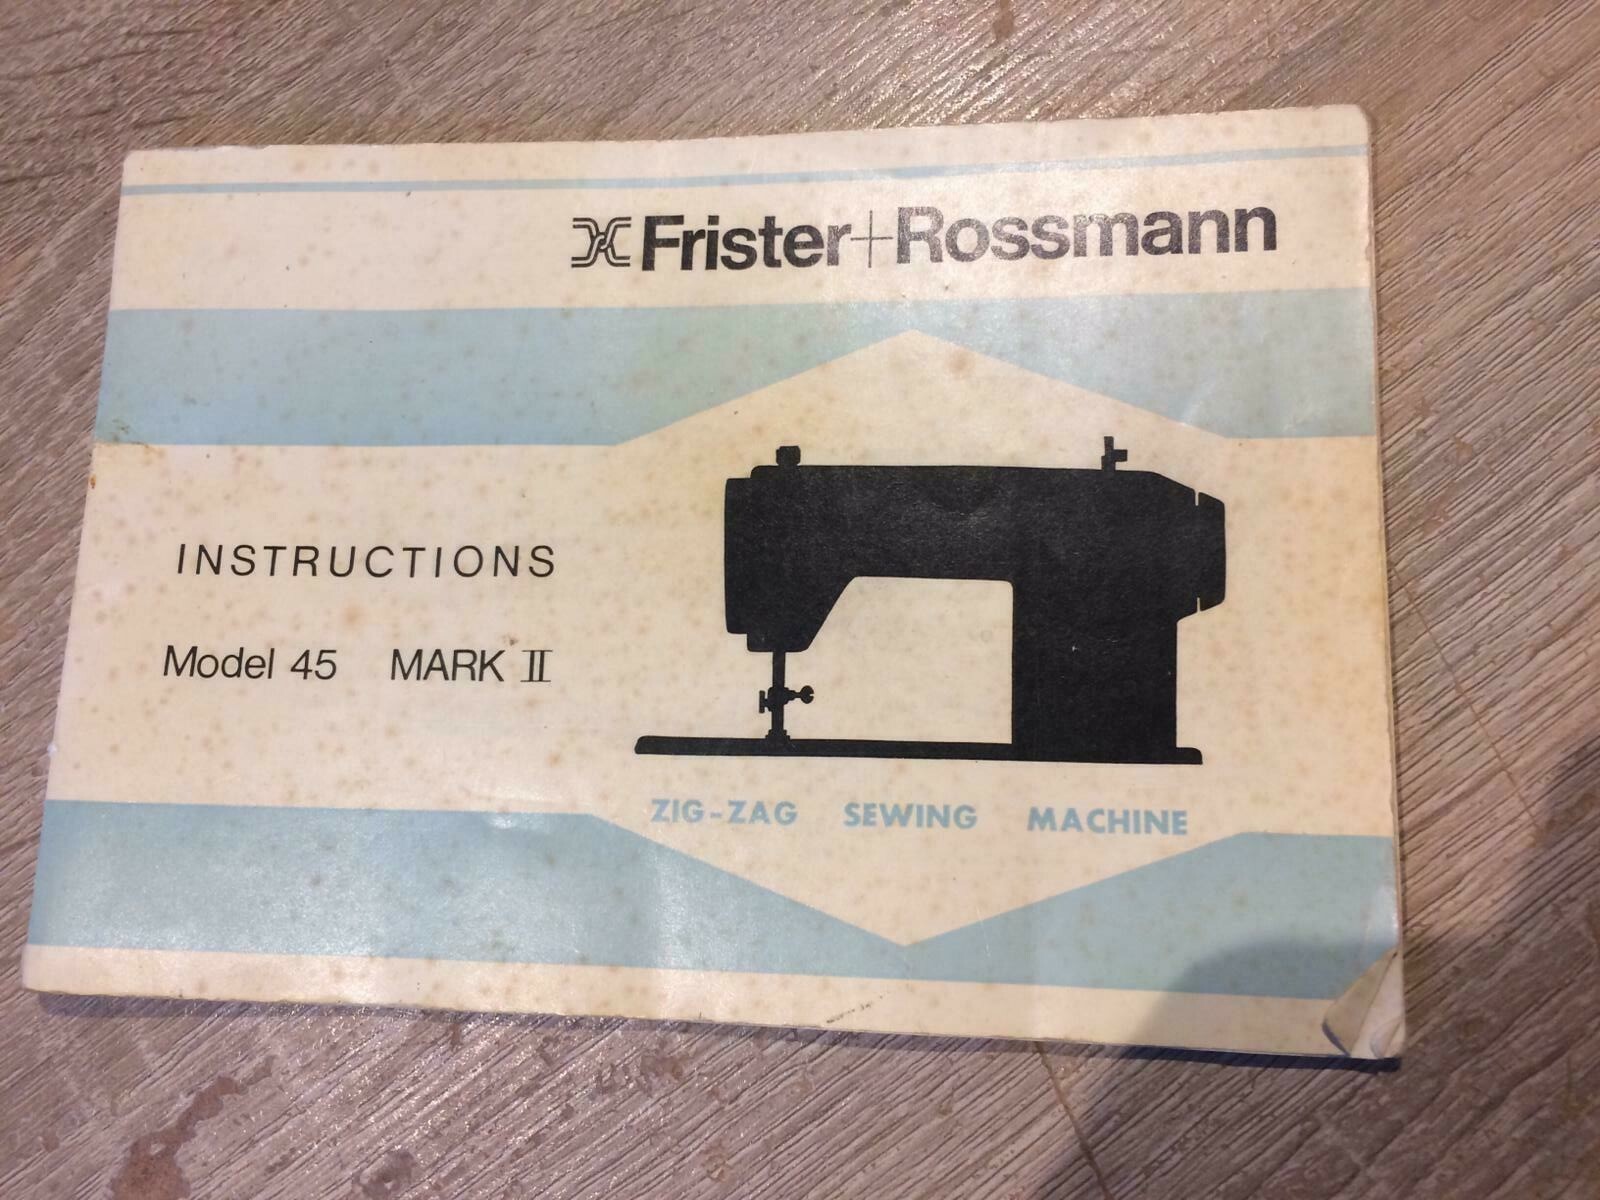 Frister+Rossmann
INSTRUCTIONS
Model 45 MARK II
ZIG-ZAG SEWING MACHINE